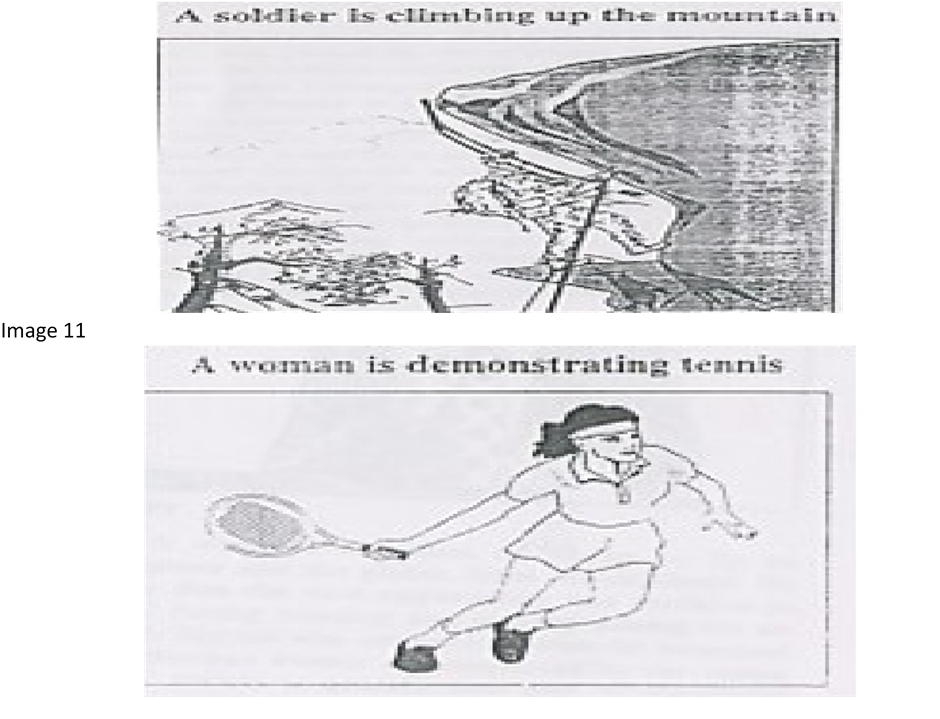 A soldier is climbing up the mountain
Image 11
A woman is demonstrating tennis